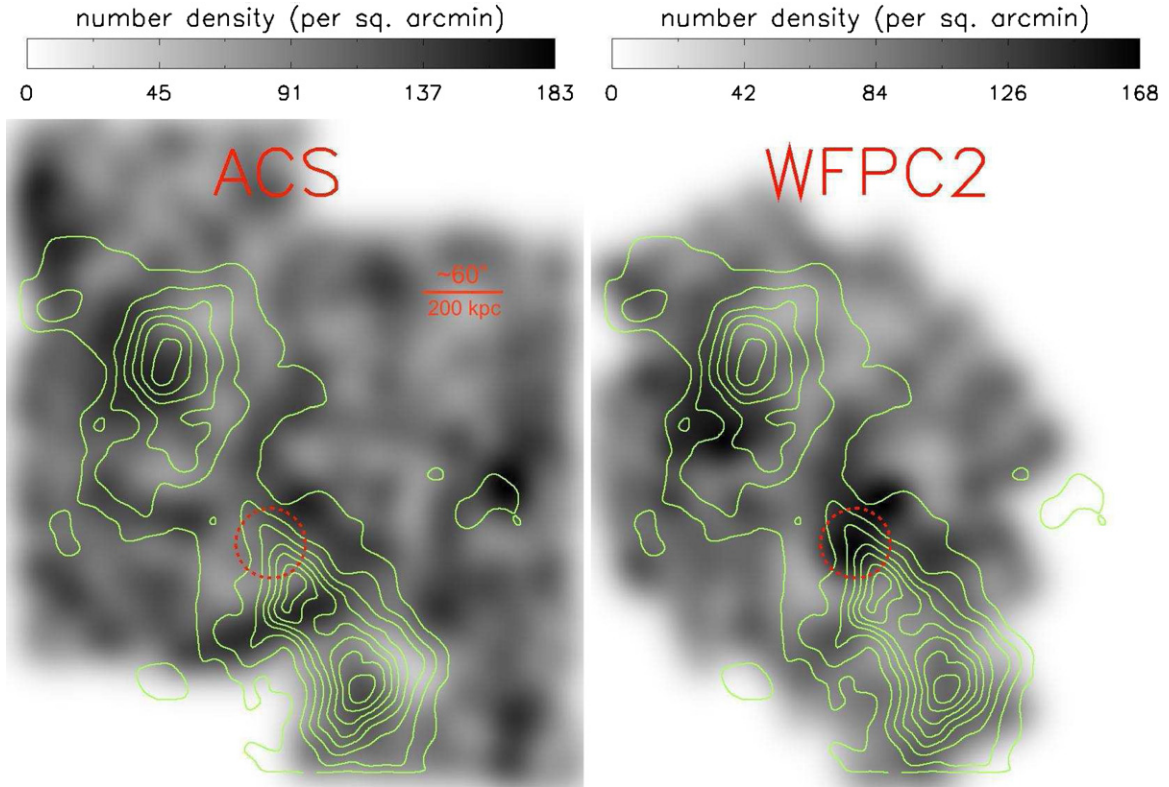 number density (per sq. arcmin)
0 45 91 137 183
number density (per sq. arcmin)
0 42 84 126 168
ACS
~60"
200 kpc
WFPC2